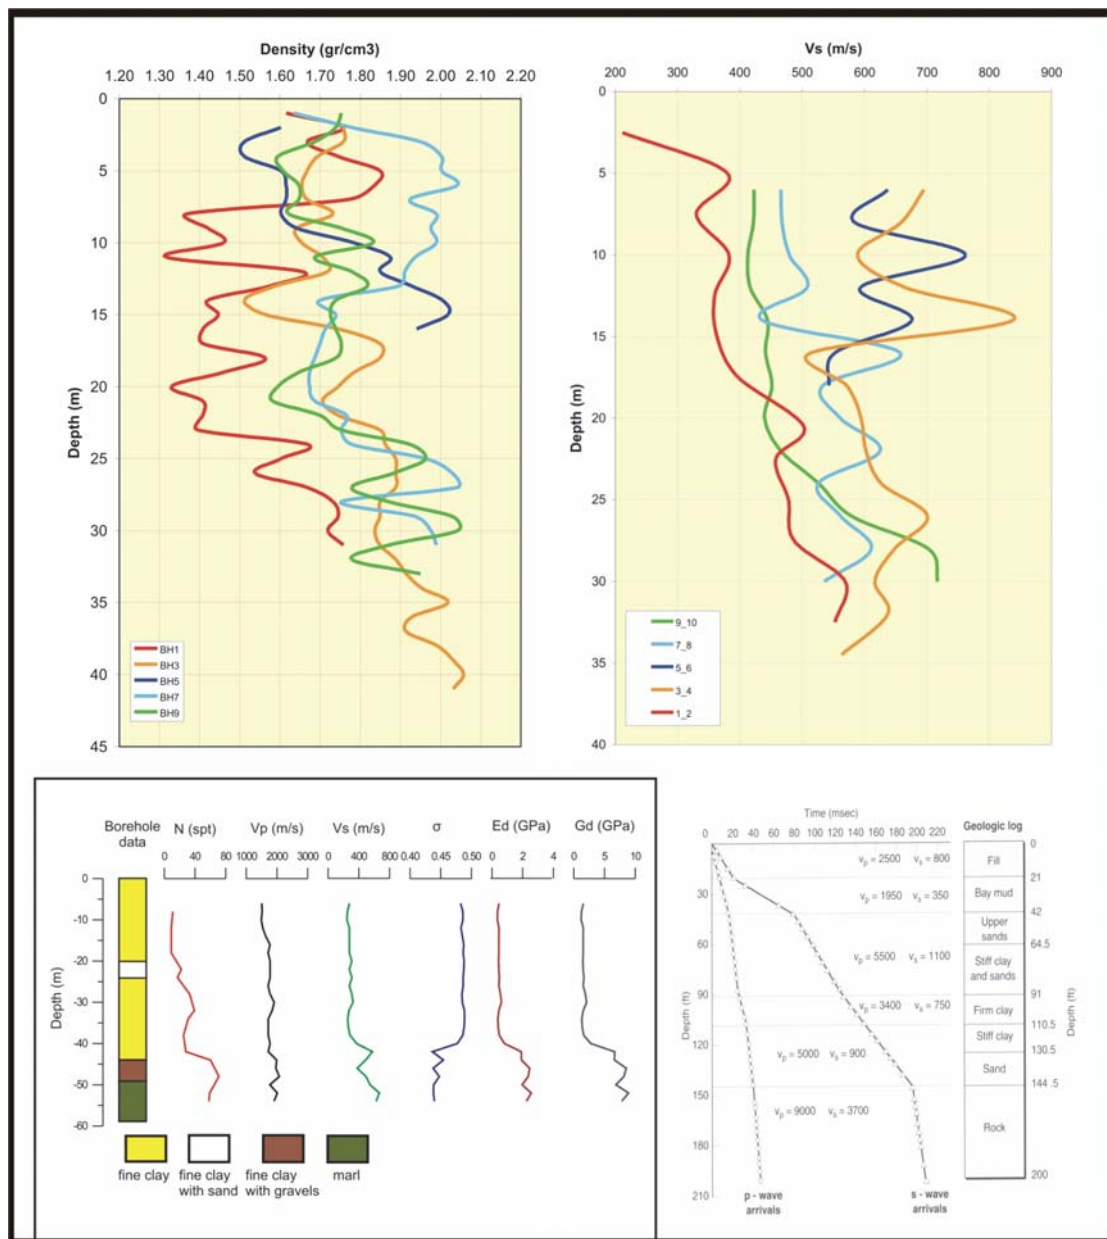 Density (gr/cm3)
1.20 1.30 1.40 1.50 1.60 1.70 1.80 1.90 2.00 2.10 2.20
0
5
10
15
20
25
30
35
40
45
Depth (m)
BH1
BH3
BH5
BH7
BH9
Vs (m/s)
200 300 400 500 600 700 800 900
0
5
10
15
20
25
30
35
40
Depth (m)
9_10
7_8
5_6
3_4
1_2
Borehole
data
N (spt)
0 40 80
Vp (m/s)
1000 2000 3000
Vs (m/s)
0 400 800
σ
0.40 0.45 0.50
Ed (GPa)
0 2 4
Gd (GPa)
0 5 10
0
-10
-20
-30
-40
-50
-60
Depth (m)
fine clay
fine clay
with sand
fine clay
with gravels
marl
Time (msec)
0 20 40 60 80 100 120 140 160 180 200 220
30
60
90
120
150
180
210
Depth (ft)
vp = 2500 vs = 800
vp = 1950 vs = 350
vp = 5500 vs = 1100
vp = 3400 vs = 750
vp = 5000 vs = 900
vp = 9000 vs = 3700
p - wave
arrivals
s - wave
arrivals
Geologic log
Fill
Bay mud
Upper
sands
Stiff clay
and sands
Firm clay
Stiff clay
Sand
Rock
0
21
42
64.5
91
110.5
130.5
144 .5
200
Depth (ft)